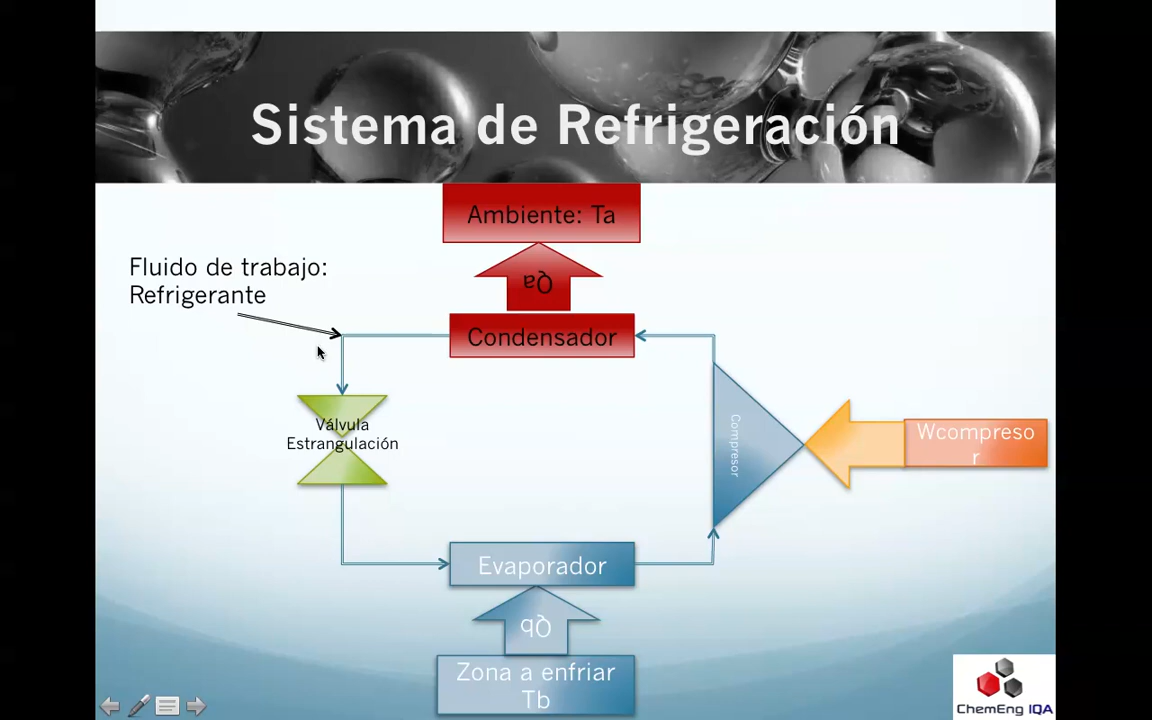 Sistema de Refrigeración
Ambiente: Ta
Fluido de trabajo:
Refrigerante
Qa
Condensador
Válvula
Estrangulación
Compresor
Wcompreso
r
Evaporador
Qb
Zona a enfriar
Tb
ChemEng IQA